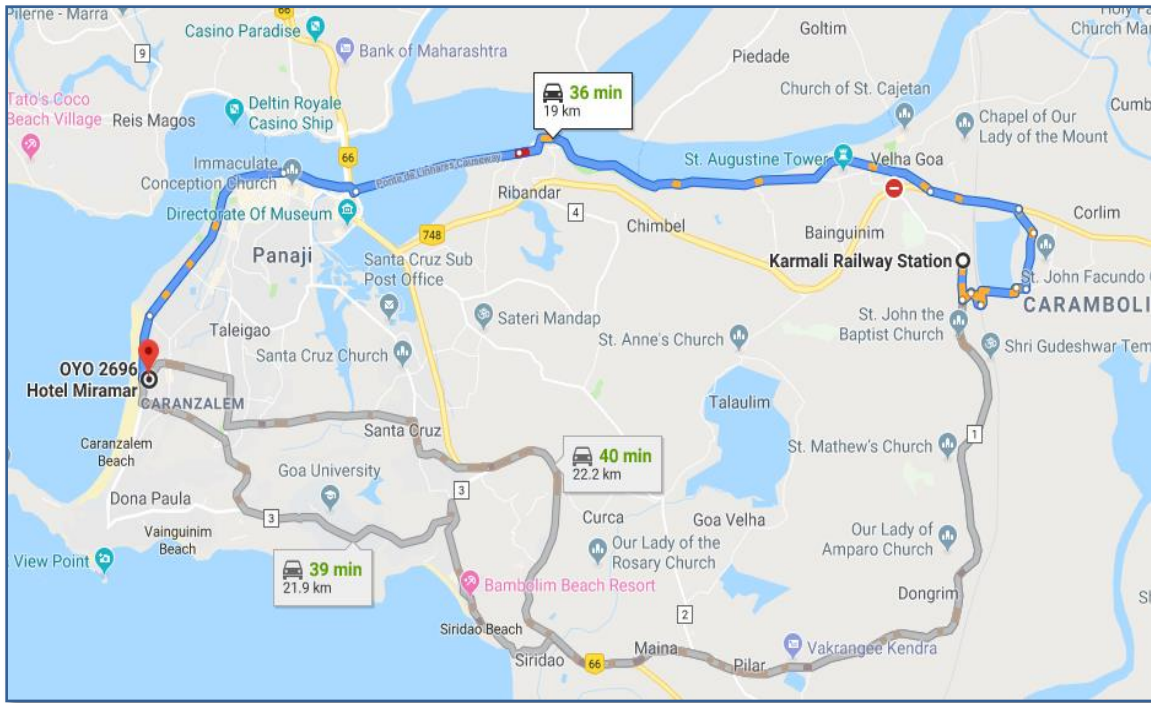 Pilerne - Marra
66
Casino Paradise
Bank of Maharashtra
Goltim
Piedade
Church Mar
9
Tato's Coco
Beach Village
Reis Magos
Deltin Royale
Casino Ship
36 min
19 km
Church of St. Cajetan
Chapel of Our
Lady of the Mount
Cumb
66
Immaculate
Conception Church
Ponte de Linhares Causeway
St. Augustine Tower
Velha Goa
Directorate Of Museum
Ribandar
4
Chimbel
Corlim
748
Panaji
Bainguinim
Santa Cruz Sub
Post Office
Karmali Railway Station
St. John Facundo
CARAMBOLI
Sateri Mandap
St. John the
Baptist Church
Taleigao
St. Anne's Church
Shri Gudeshwar Tem
Santa Cruz Church
OYO 2696
Hotel Miramar
CARANZALEM
Talaulim
Santa Cruz
1
Caranzalem
Beach
St. Mathew's Church
40 min
22.2 km
Goa University
3
Dona Paula
3
Curca
Goa Velha
Vainguinim
Beach
Our Lady of
Amparo Church
Our Lady of the
Rosary Church
View Point
39 min
21.9 km
Bambolim Beach Resort
Dongrim
2
Siridao Beach
Siridao
Maina
Vakrangee Kendra
66
Pilar